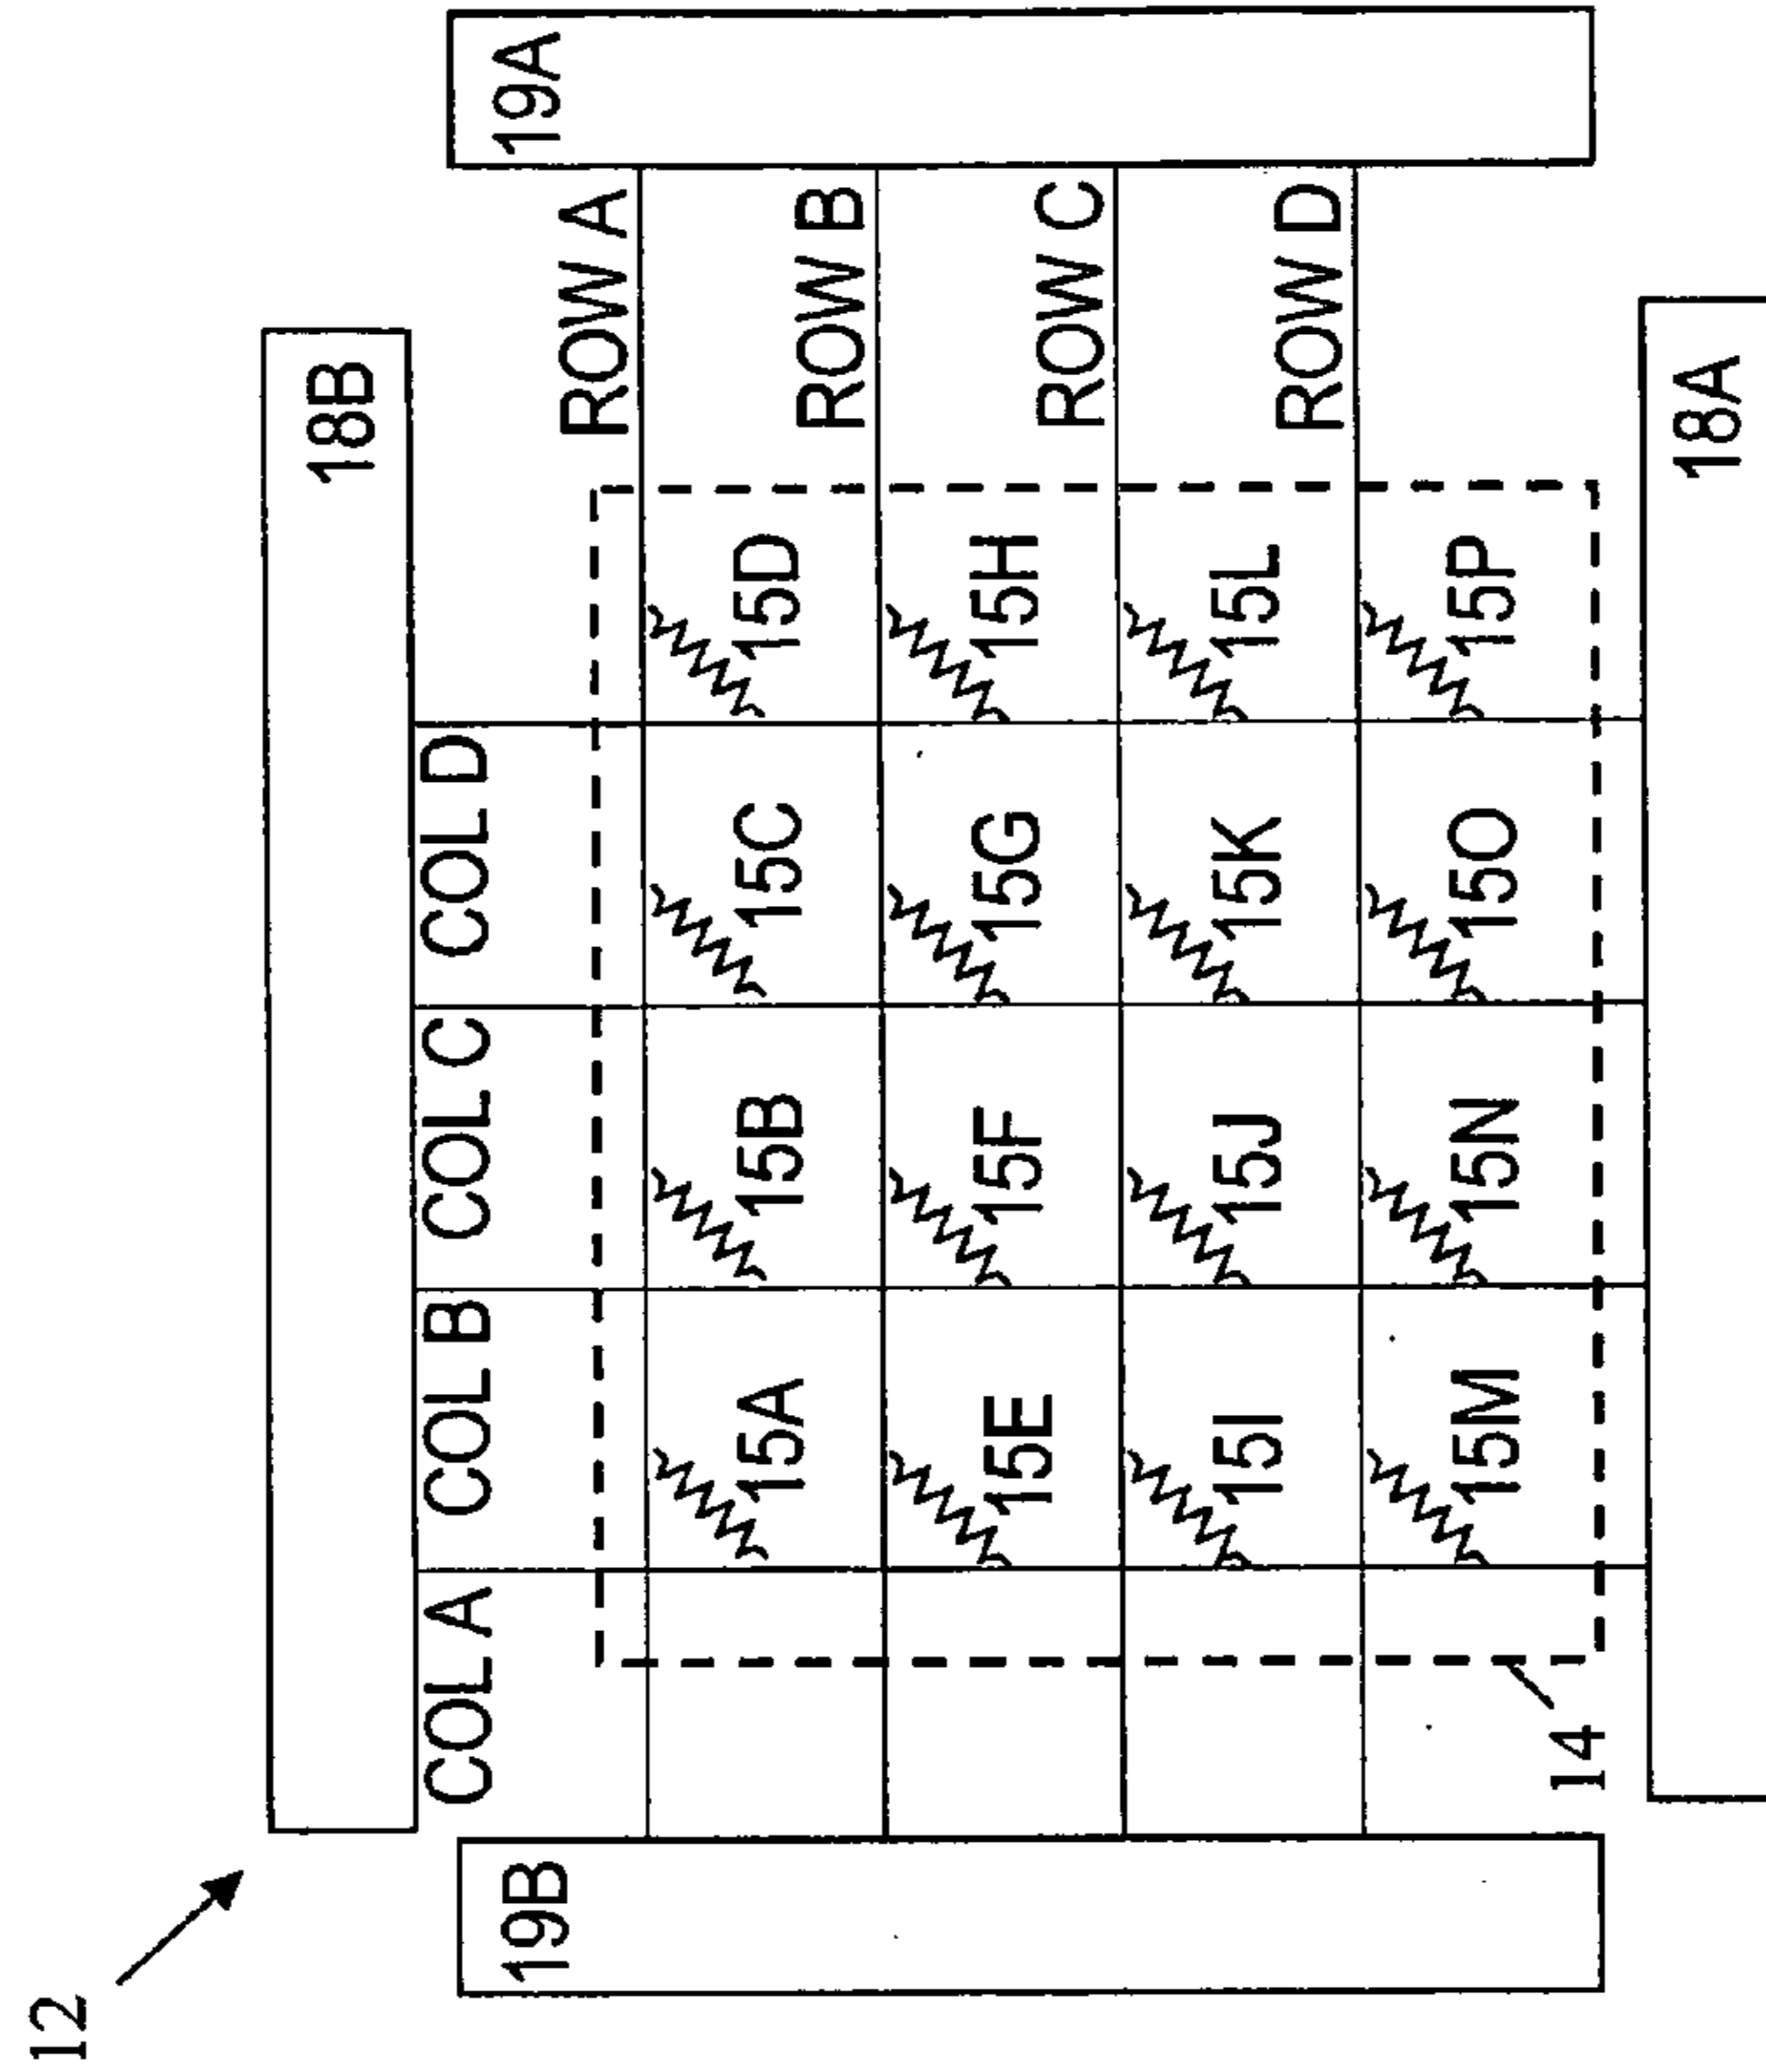 12
18B
COL A COL B COL C COL D
19B 19A
ROW A
15A 15B 15C 15D
ROW B
15E 15F 15G 15H
ROW C
15I 15J 15K 15L
ROW D
15M 15N 15O 15P
14
18A